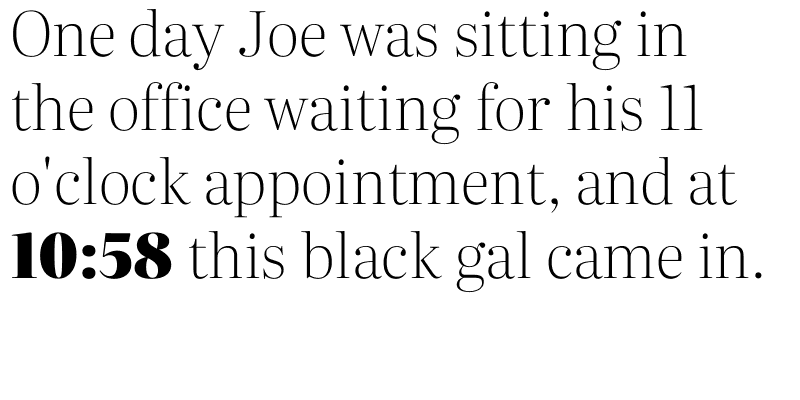 One day Joe was sitting in
the office waiting for his 11
o'clock appointment, and at
10:58 this black gal came in.